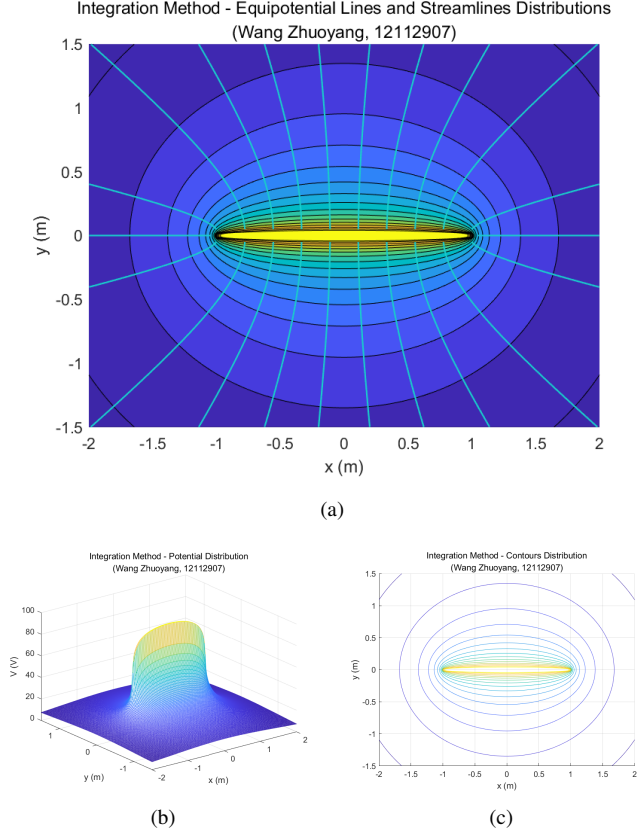 Integration Method - Equipotential Lines and Streamlines Distributions
(Wang Zhuoyang, 12112907)
1.5
1
0.5
0
-0.5
-1
-1.5
y (m)
-2 -1.5 -1 -0.5 0 0.5 1 1.5 2
x (m)
(a)
Integration Method - Potential Distribution
(Wang Zhuoyang, 12112907)
100
80
60
40
20
0
V (V)
1
0
-1
y (m)
-2
-1
0
1
2
x (m)
(b)
Integration Method - Contours Distribution
(Wang Zhuoyang, 12112907)
1.5
1
0.5
0
-0.5
-1
-1.5
y (m)
-2 -1.5 -1 -0.5 0 0.5 1 1.5 2
x (m)
(c)